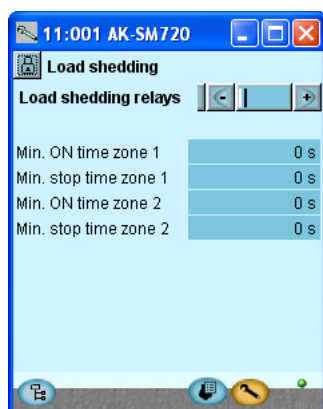 11:001 AK-SM720
Load shedding
Load shedding relays
Min. ON time zone 1 0 s
Min. stop time zone 1 0 s
Min. ON time zone 2 0 s
Min. stop time zone 2 0 s